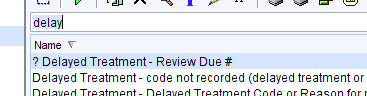 delay
Name
? Delayed Treatment - Review Due #
Delayed Treatment - code not recorded (delayed treatment or
Delayed Treatment - Delayed Treatment Code or Reason for